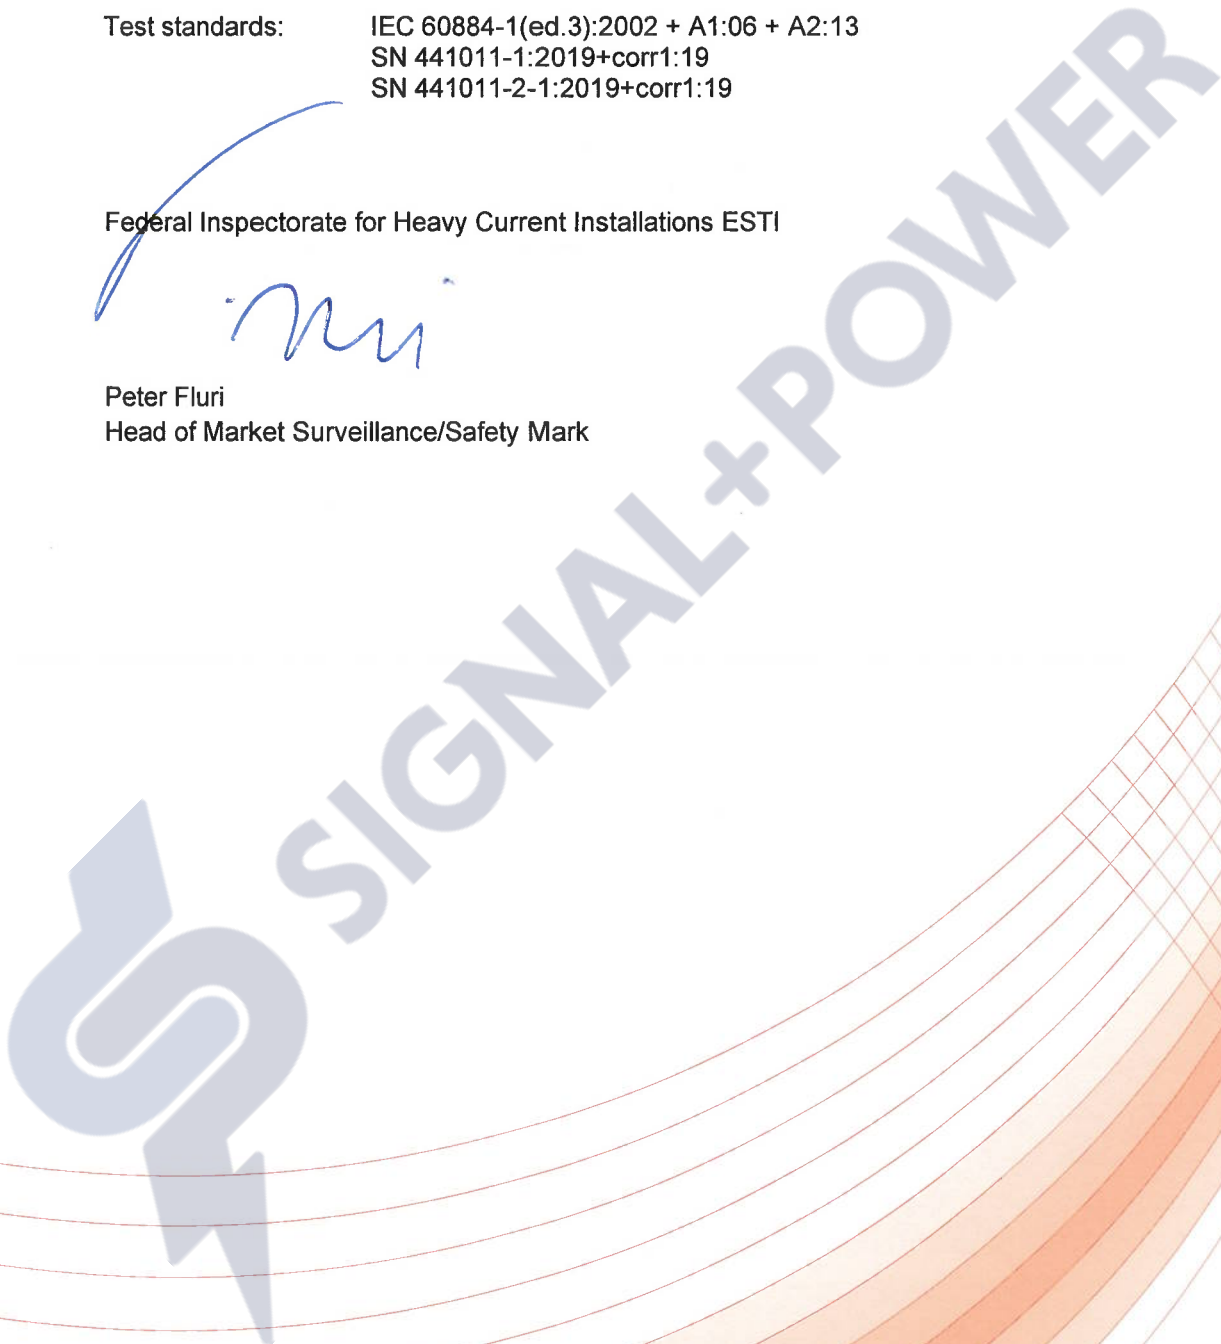 Test standards: IEC 60884-1(ed.3):2002 + A1:06 + A2:13
SN 441011-1:2019+corr1:19
SN 441011-2-1:2019+corr1:19
Federal Inspectorate for Heavy Current Installations ESTI
Peter Fluri
Head of Market Surveillance/Safety Mark
SIGNAL+POWER